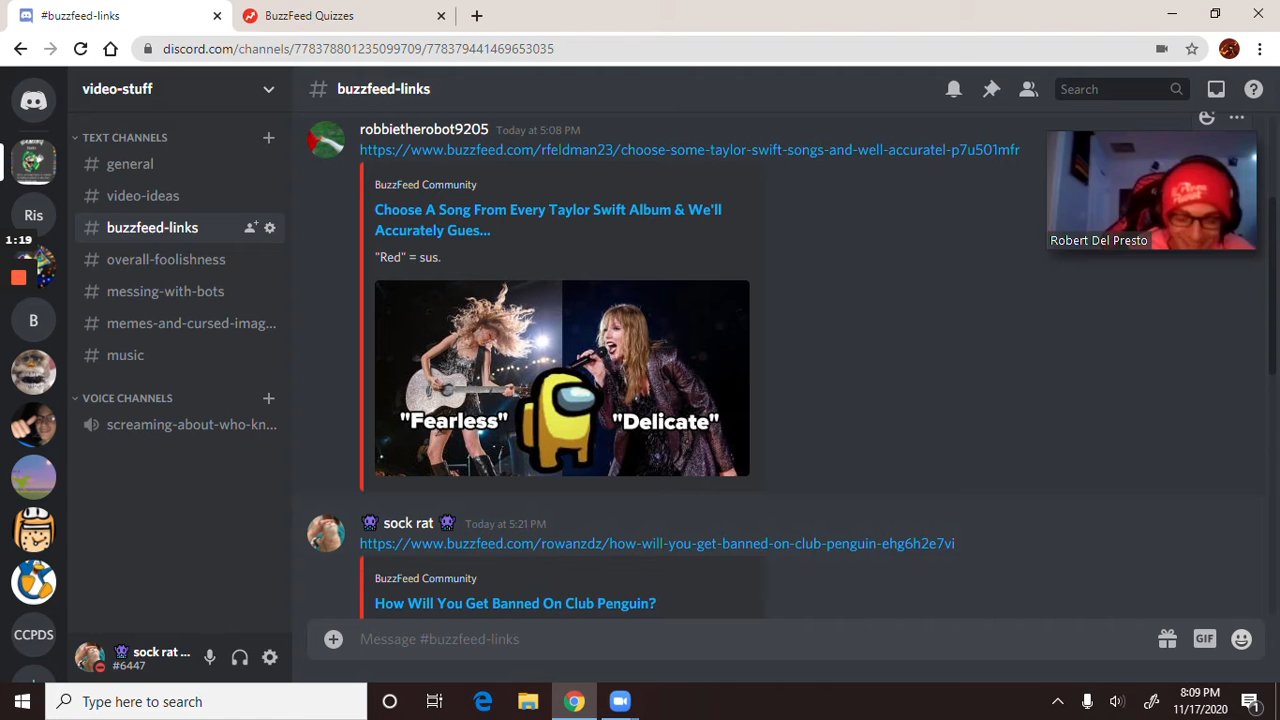 #buzzfeed-links
BuzzFeed Quizzes
discord.com/channels/778378801235099709/778379441469653035
video-stuff
# buzzfeed-links
Search
TEXT CHANNELS
# general
# video-ideas
# buzzfeed-links
# overall-foolishness
# messing-with-bots
# memes-and-cursed-imag...
# music
VOICE CHANNELS
screaming-about-who-kn...
Ris
1:19
B
CCPDS
sock rat ...
#6447
robbietherobot9205 Today at 5:08 PM
https://www.buzzfeed.com/rfeldman23/choose-some-taylor-swift-songs-and-well-accuratel-p7u501mfr
BuzzFeed Community
Choose A Song From Every Taylor Swift Album & We'll
Accurately Gues...
"Red" = sus.
"Fearless"
"Delicate"
sock rat Today at 5:21 PM
https://www.buzzfeed.com/rowanzdz/how-will-you-get-banned-on-club-penguin-ehg6h2e7vi
BuzzFeed Community
How Will You Get Banned On Club Penguin?
Message #buzzfeed-links
GIF
Robert Del Presto
Type here to search
8:09 PM
11/17/2020
1